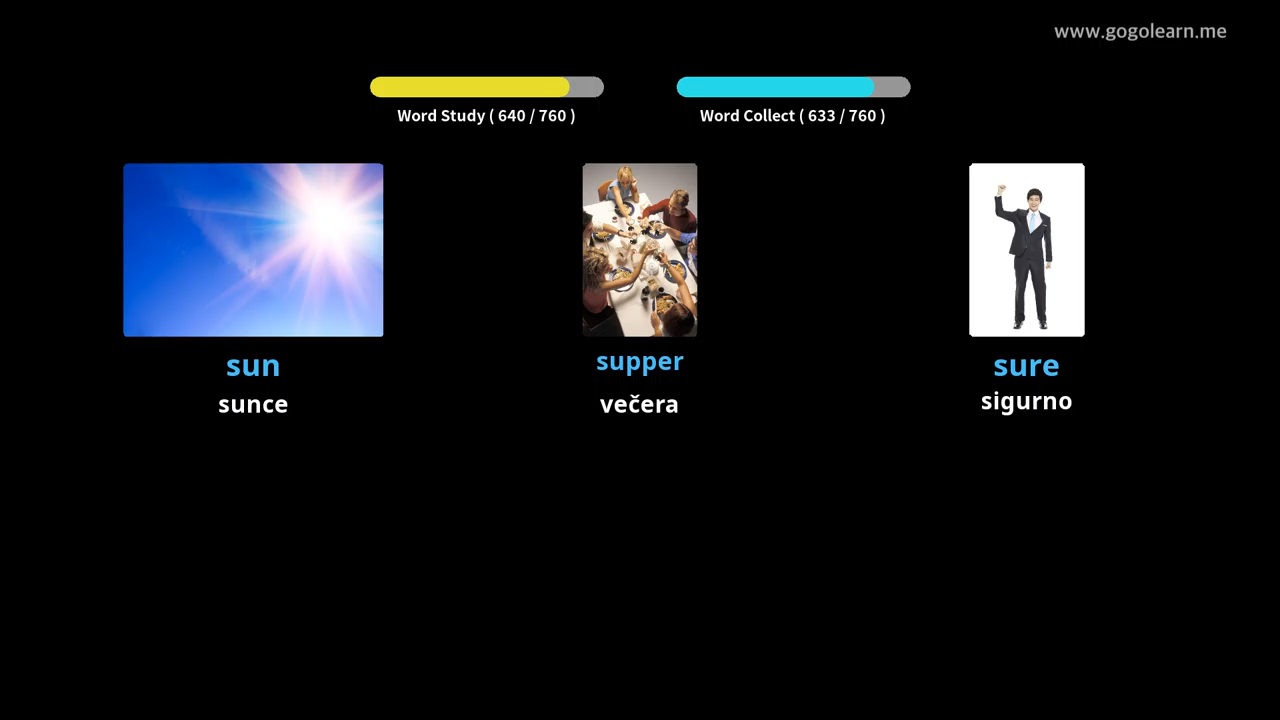 www.gogolearn.me
Word Study ( 640 / 760 )
Word Collect ( 633 / 760 )
sun
supper
sure
sunce
večera
sigurno